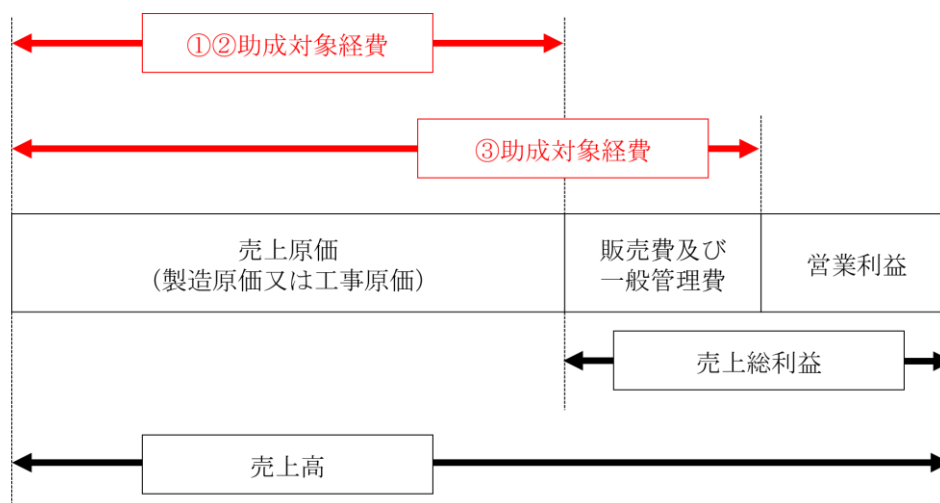 ①②助成対象経費
③助成対象経費
売上原価
（製造原価又は工事原価）
販売費及び
一般管理費
営業利益
売上総利益
売上高